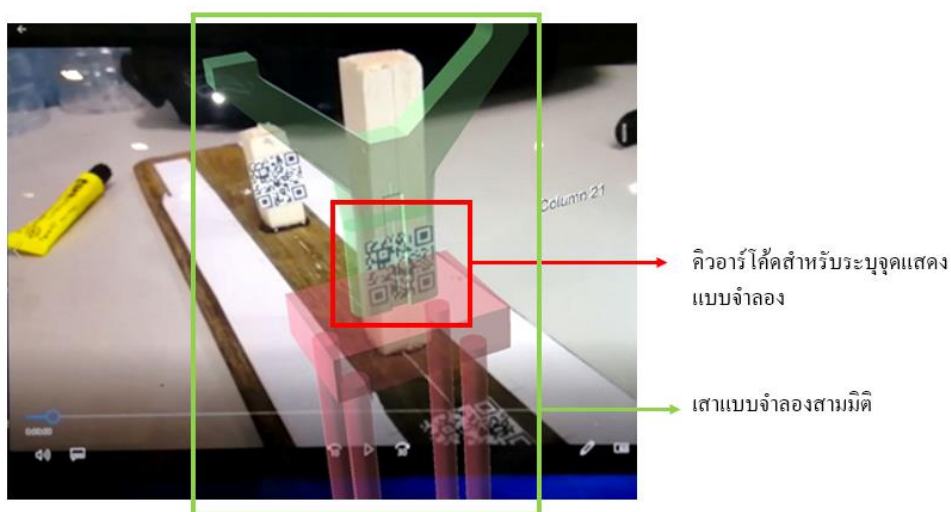 Column 21
คิวอาร์โค้ดสำหรับระบุจุดแสดง
แบบจำลอง
เสาแบบจำลองสามมิติ